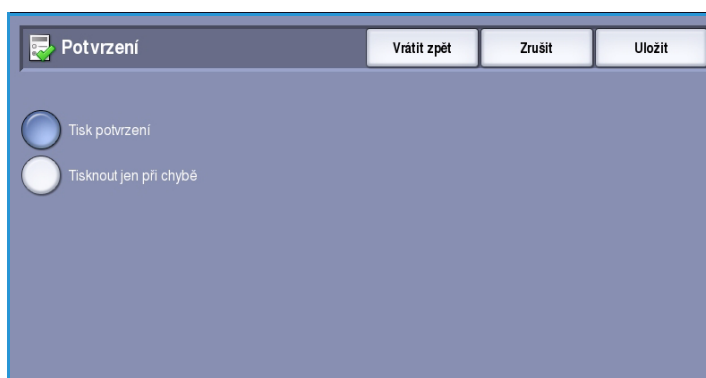 Potvrzení
Vrátit zpět
Zrušit
Uložit
Tisk potvrzení
Tisknout jen při chybě